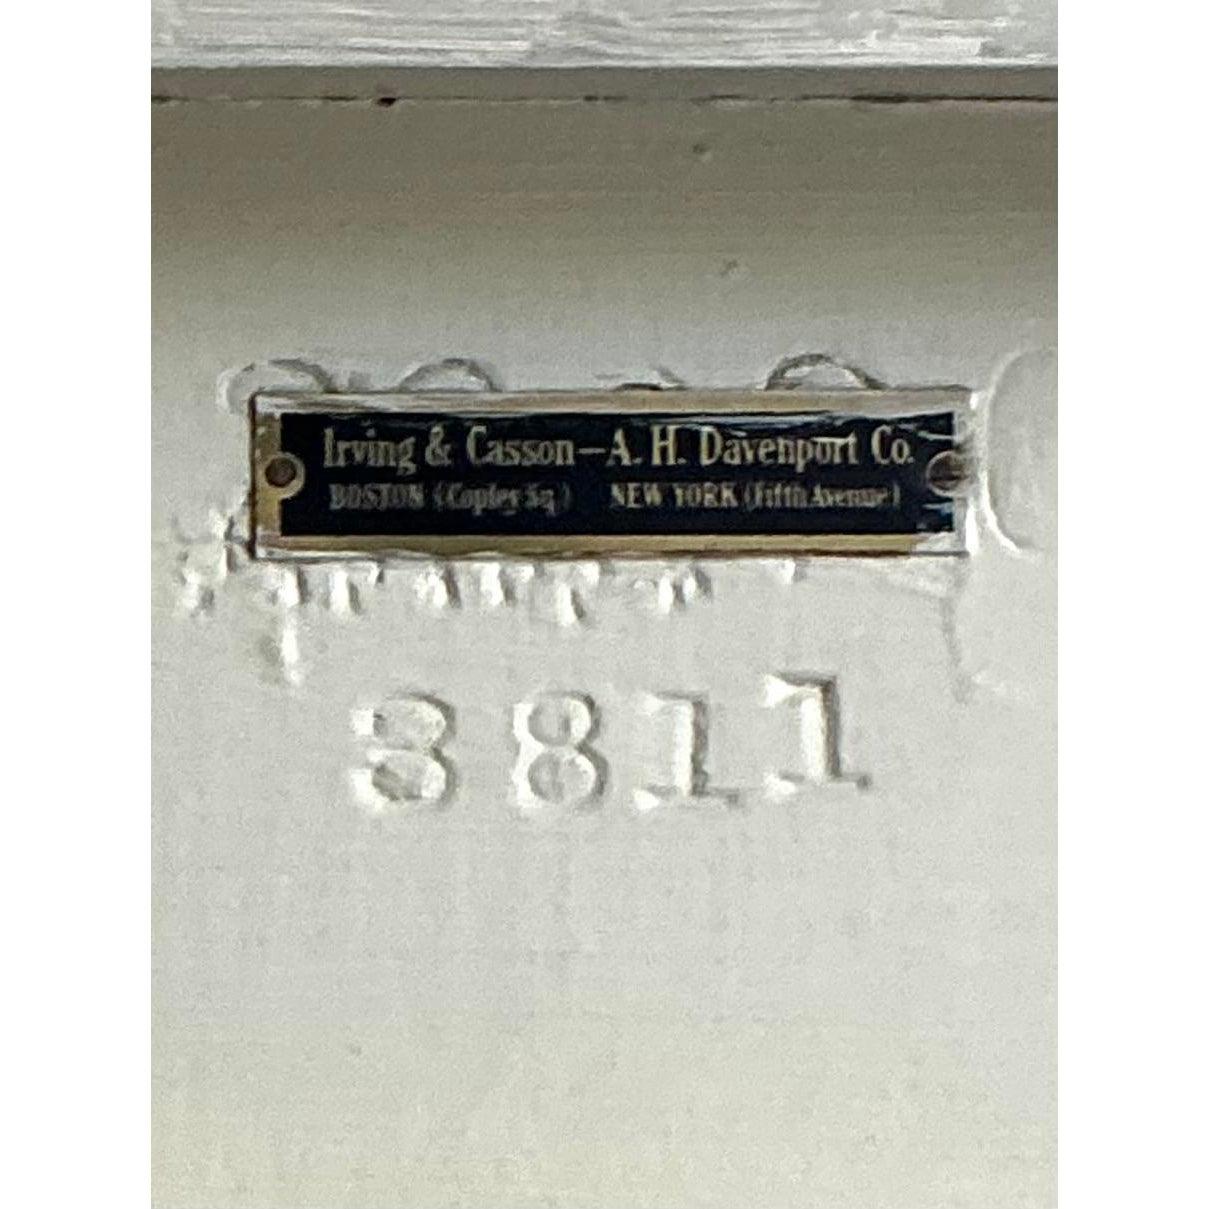 Irving & Casson—A. H. Davenport Co.
BOSTON (Copley Sq.) NEW YORK (Fifth Avenue)
3811